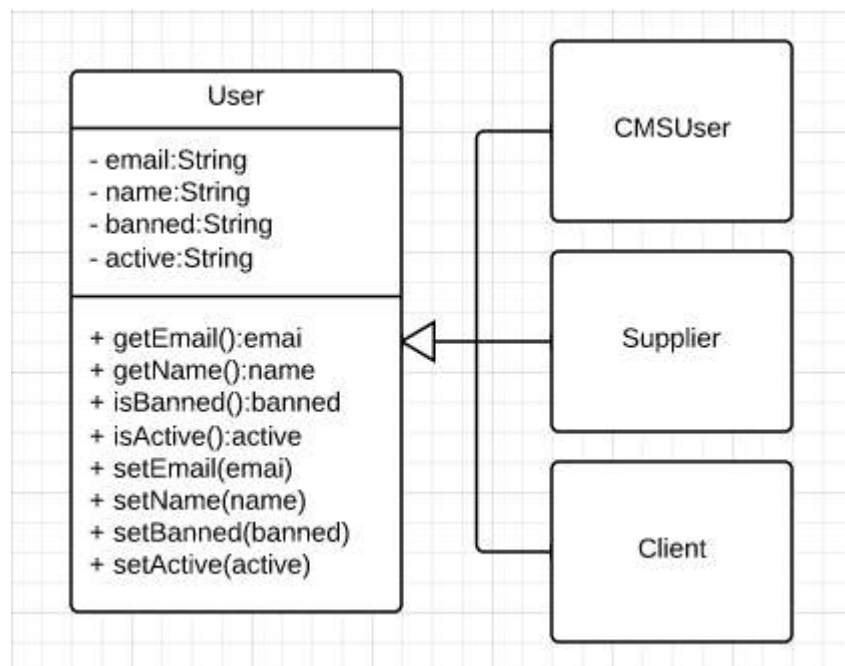 User
- email:String
- name:String
- banned:String
- active:String
+ getEmail():emai
+ getName():name
+ isBanned():banned
+ isActive():active
+ setEmail(emai)
+ setName(name)
+ setBanned(banned)
+ setActive(active)
CMSUser
Supplier
Client